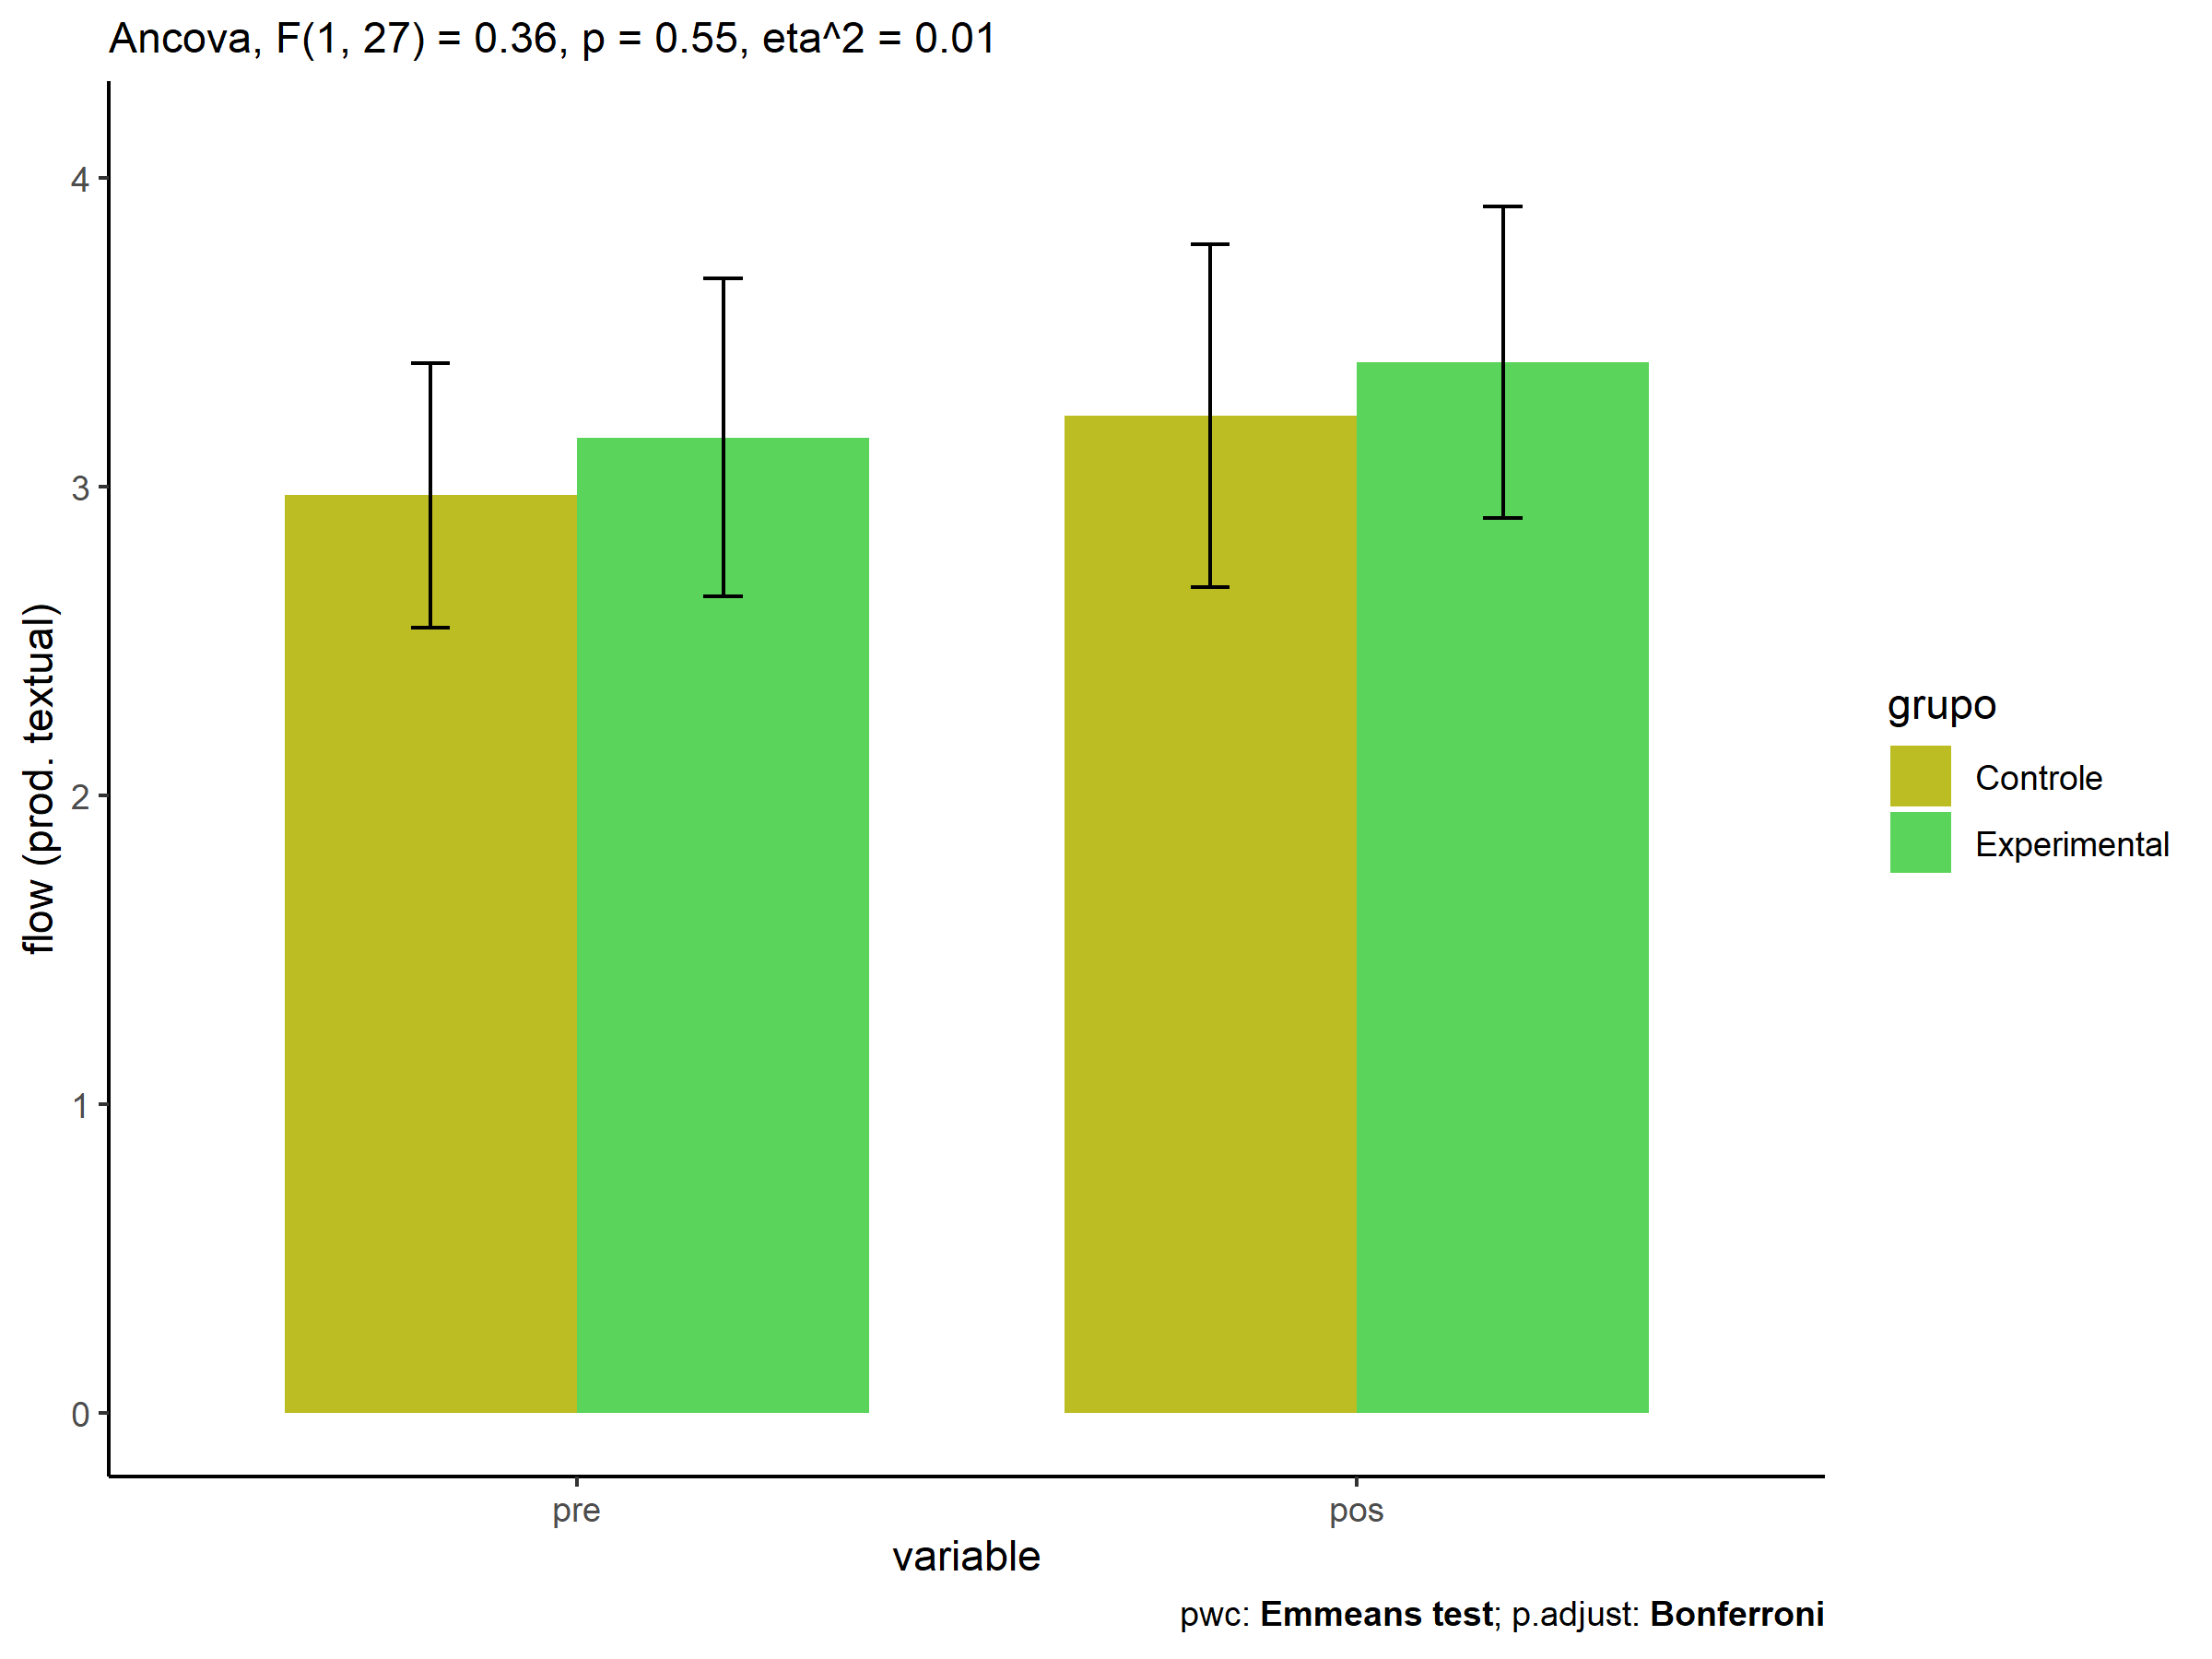 Ancova, F(1, 27) = 0.36, p = 0.55, eta^2 = 0.01
flow (prod. textual)
4
3
2
1
0
pre
pos
variable
grupo
Controle
Experimental
pwc: Emmeans test; p.adjust: Bonferroni